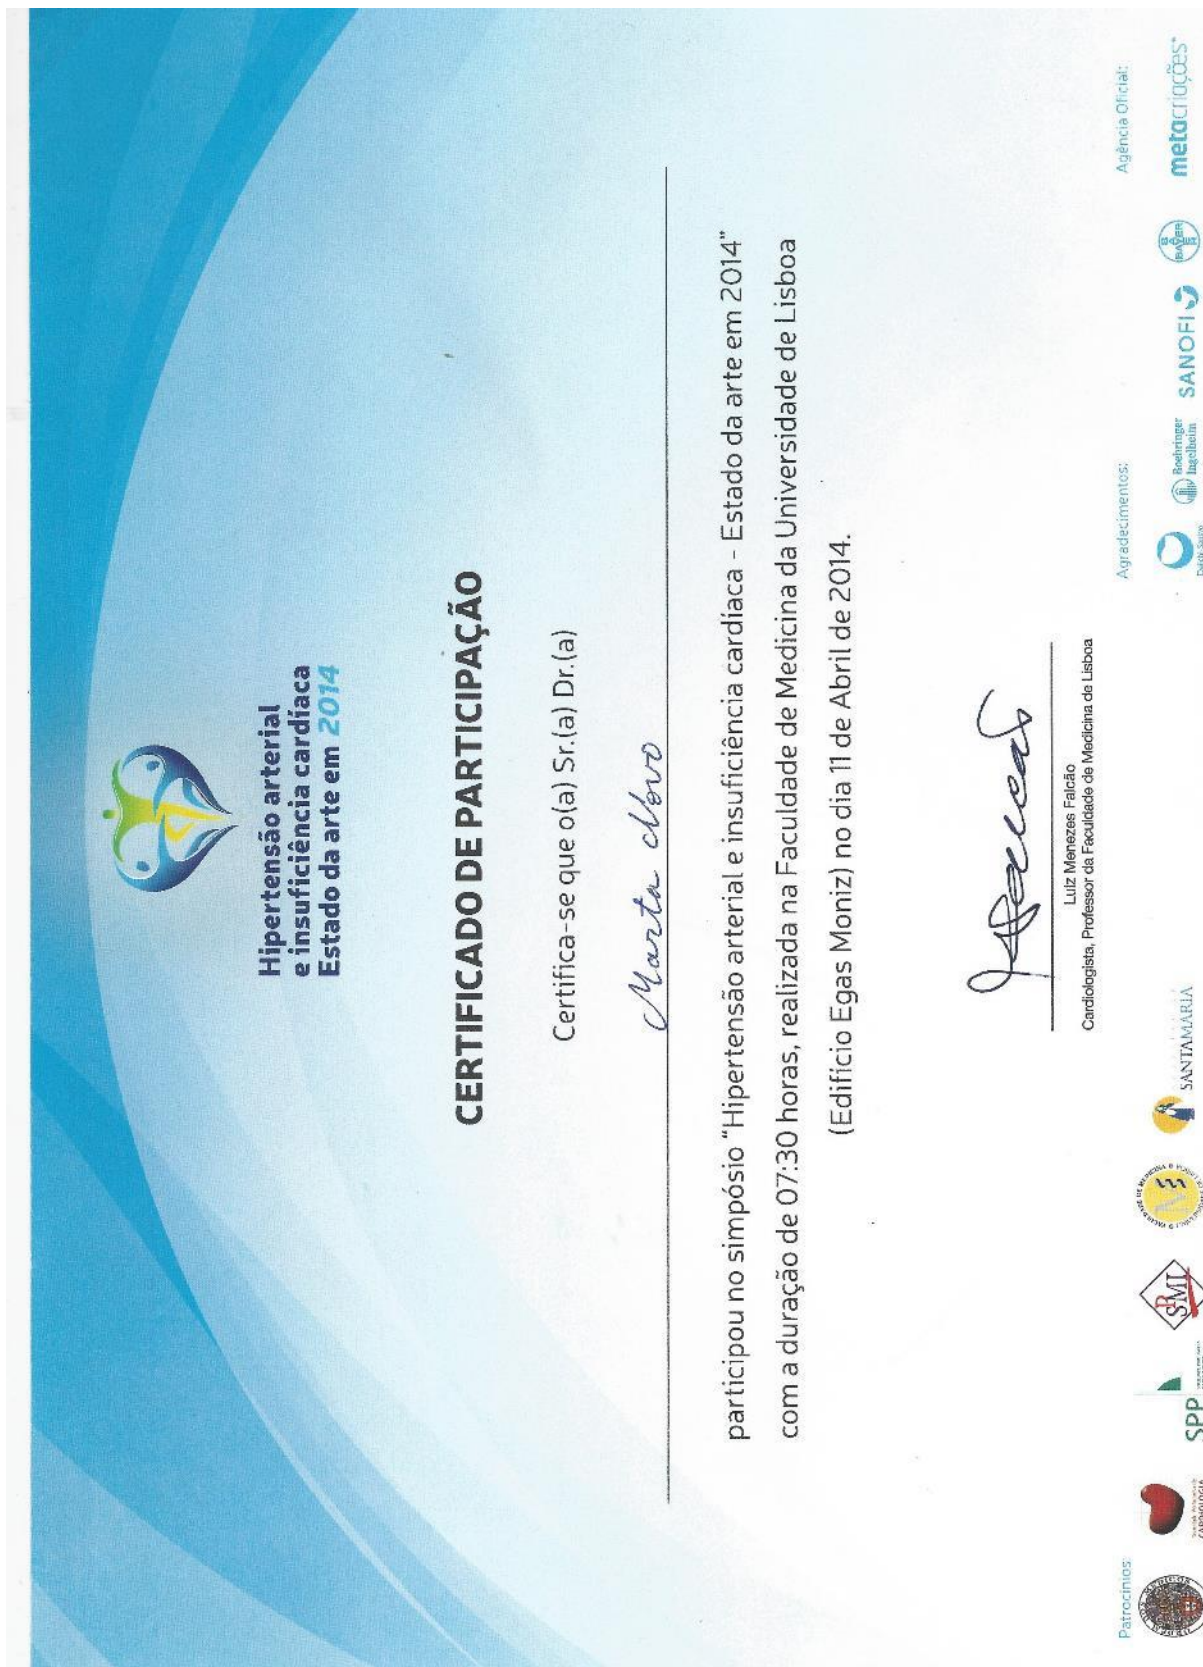 Hipertensão arterial
e insuficiência cardíaca
Estado da arte em 2014
CERTIFICADO DE PARTICIPAÇÃO
Certifica-se que o(a) Sr.(a) Dr.(a)
Marta Novo
participou no simpósio "Hipertensão arterial e insuficiência cardíaca - Estado da arte em 2014"
com a duração de 07:30 horas, realizada na Faculdade de Medicina da Universidade de Lisboa
(Edifício Egas Moniz) no dia 11 de Abril de 2014.
Luiz Menezes Falcão
Cardiologista, Professor da Faculdade de Medicina de Lisboa
Patrocínios:
Agradecimentos:
Agência Oficial:
CARDIOLOGIA
SPP
SPMI
SANTAMARIA
Boehringer
Ingelheim
SANOFI
BAYER
metacriações